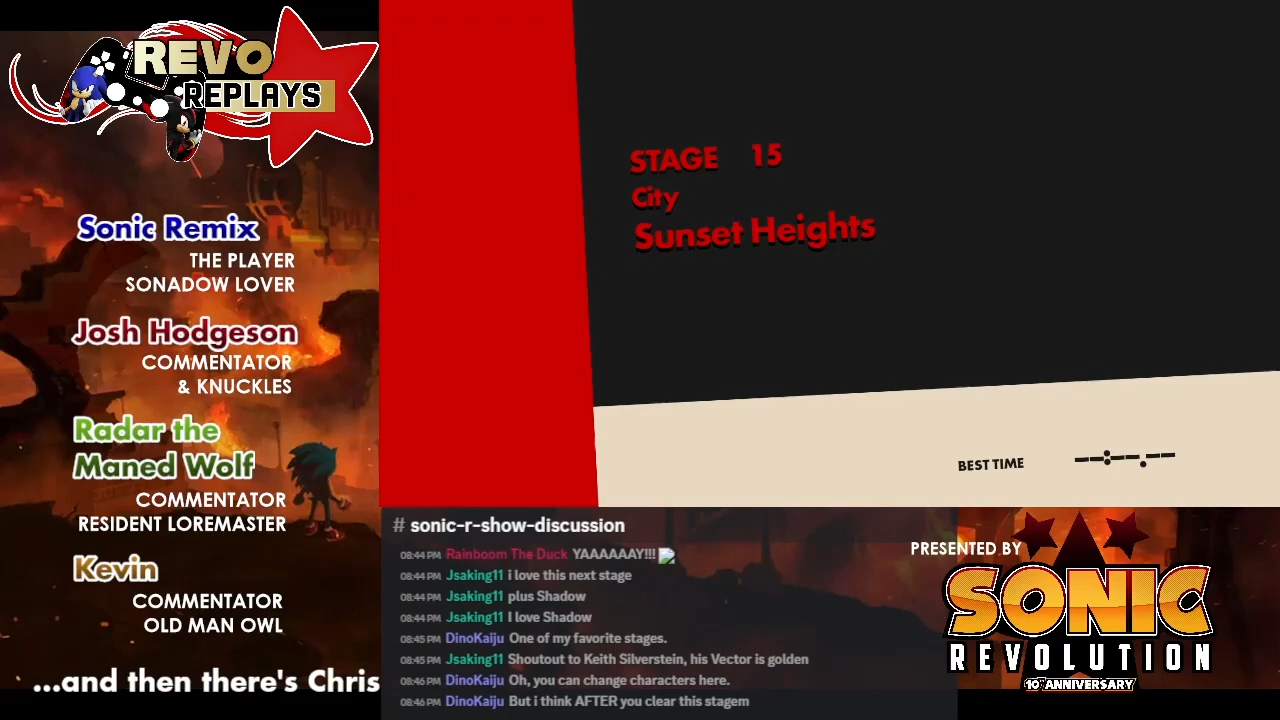 REVO
REPLAYS
Sonic Remix
THE PLAYER
SONADOW LOVER
Josh Hodgeson
COMMENTATOR
& KNUCKLES
Radar the
Maned Wolf
COMMENTATOR
RESIDENT LOREMASTER
Kevin
COMMENTATOR
OLD MAN OWL
...and then there's Chris
STAGE 15
City
Sunset Heights
BEST TIME --:--.--
# sonic-r-show-discussion
08:44 PM Rainboom The Duck YAAAAAAY!!!
08:44 PM Jsaking11 i love this next stage
08:44 PM Jsaking11 plus Shadow
08:44 PM Jsaking11 I love Shadow
08:45 PM DinoKaiju One of my favorite stages.
08:45 PM Jsaking11 Shoutout to Keith Silverstein, his Vector is golden
08:46 PM DinoKaiju Oh, you can change characters here.
08:46 PM DinoKaiju But i think AFTER you clear this stagem
PRESENTED BY
SONIC
REVOLUTION
10TH ANNIVERSARY